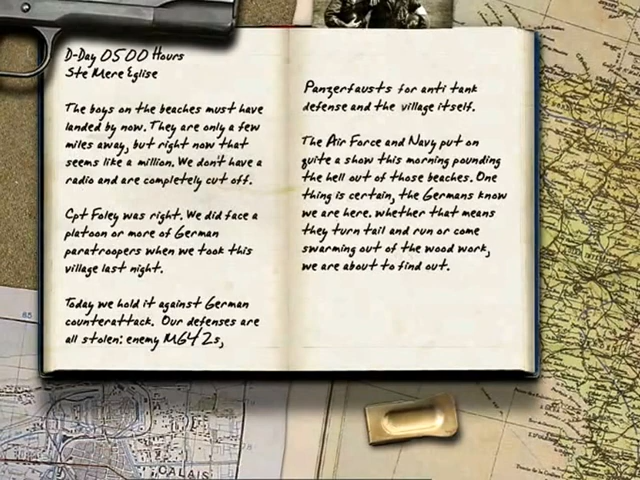 D-Day 0500 Hours
Ste Mere Eglise
The boys on the beaches must have
landed by now. They are only a few
miles away, but right now that
seems like a million. We don't have a
radio and are completely cut off.
Cpt Foley was right. We did face a
platoon or more of German
paratroopers when we took this
village last night.
Today we hold it against German
counterattack. Our defenses are
all stolen: enemy MG42s,
Panzerfausts for anti tank
defense and the village itself.
The Air Force and Navy put on
quite a show this morning pounding
the hell out of those beaches. One
thing is certain, the Germans know
we are here. whether that means
they turn tail and run or come
swarming out of the wood work,
we are about to find out.
CALAIS